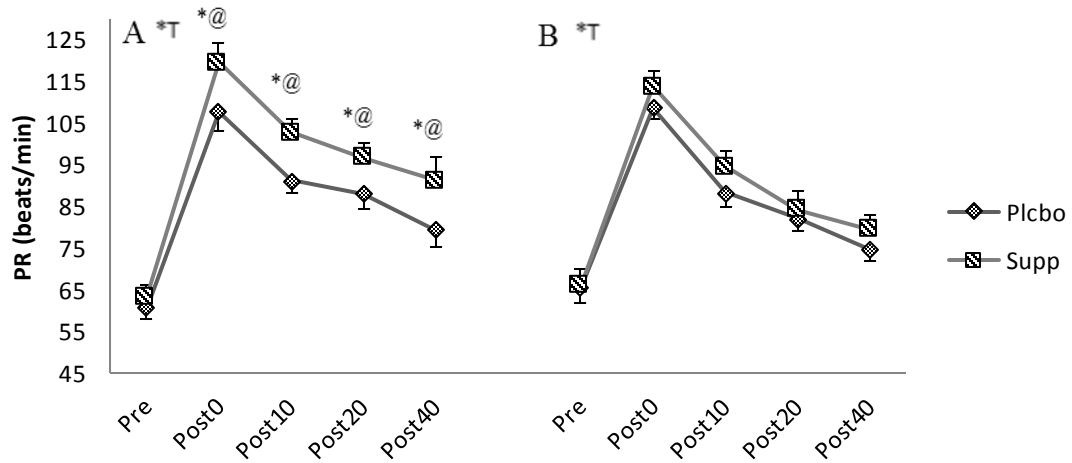 A *T *@ *@ *@ *@
B *T
PR (beats/min)
125
115
105
95
85
75
65
55
45
Pre Post0 Post10 Post20 Post40
Pre Post0 Post10 Post20 Post40
Plcbo
Supp